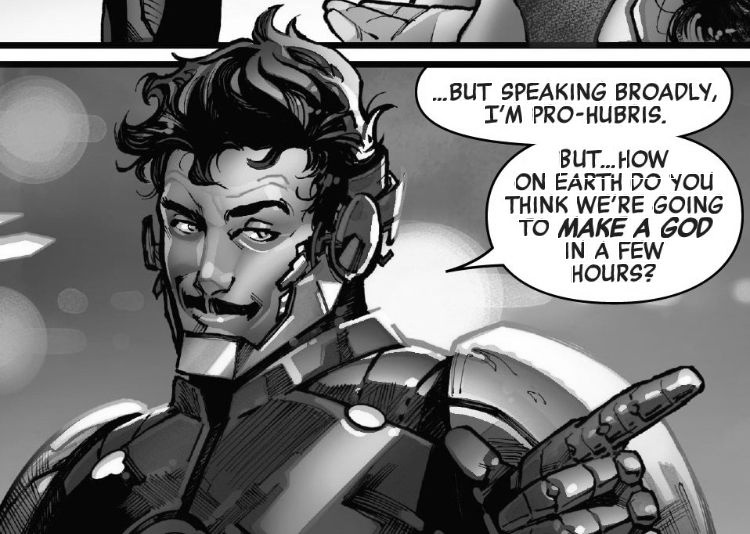 ...BUT SPEAKING BROADLY,
I'M PRO-HUBRIS.
BUT...HOW
ON EARTH DO YOU
THINK WE'RE GOING
TO MAKE A GOD
IN A FEW
HOURS?